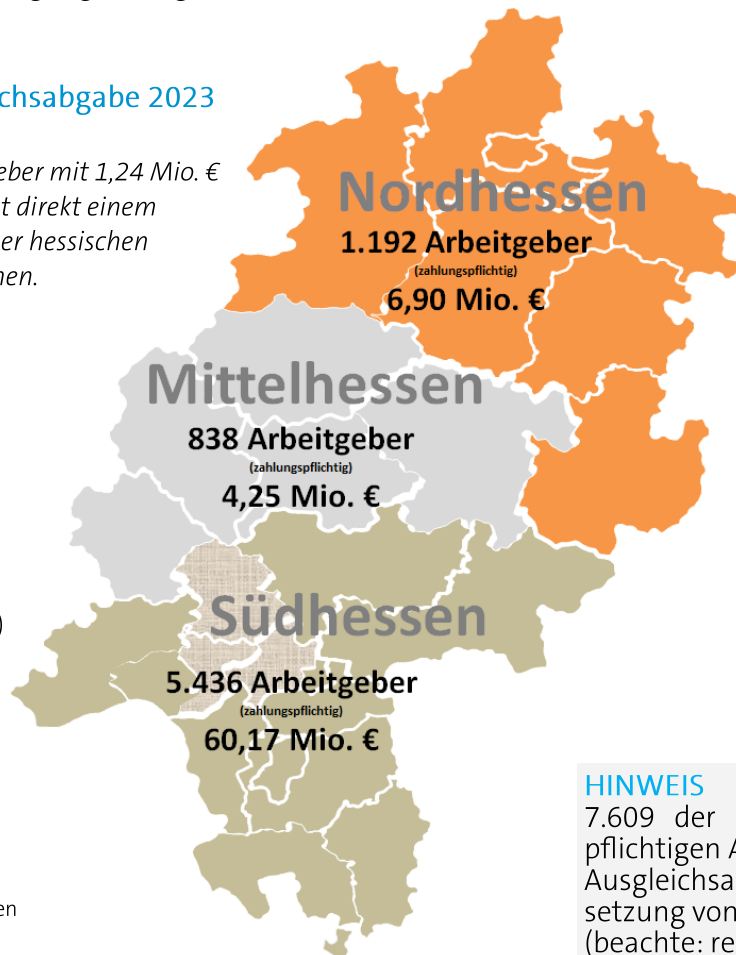 chsabgabe 2023
eber mit 1,24 Mio. €
t direkt einem
er hessischen
nen.
Nordhessen
1.192 Arbeitgeber
(zahlungspflichtig)
6,90 Mio. €
Mittelhessen
838 Arbeitgeber
(zahlungspflichtig)
4,25 Mio. €
)
Südhessen
5.436 Arbeitgeber
(zahlungspflichtig)
60,17 Mio. €
en
HINWEIS
7.609 der
pflichtigen A
Ausgleichsa
setzung von
(beachte: re